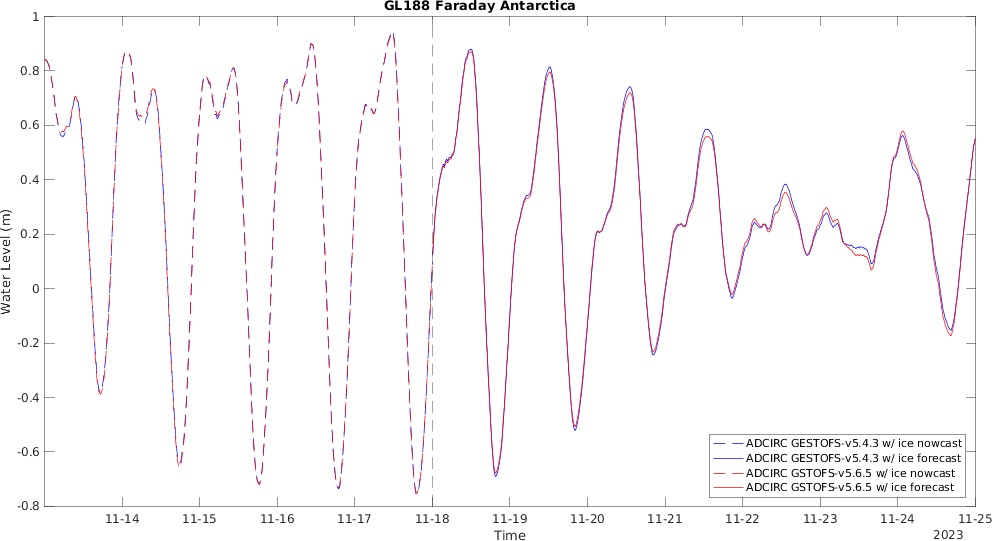 GL188 Faraday Antarctica
1
0.8
0.6
0.4
0.2
0
-0.2
-0.4
-0.6
-0.8
Water Level (m)
ADCIRC GESTOFS-v5.4.3 w/ ice nowcast
ADCIRC GESTOFS-v5.4.3 w/ ice forecast
ADCIRC GSTOFS-v5.6.5 w/ ice nowcast
ADCIRC GSTOFS-v5.6.5 w/ ice forecast
11-14 11-15 11-16 11-17 11-18 11-19 11-20 11-21 11-22 11-23 11-24 11-25
Time
2023